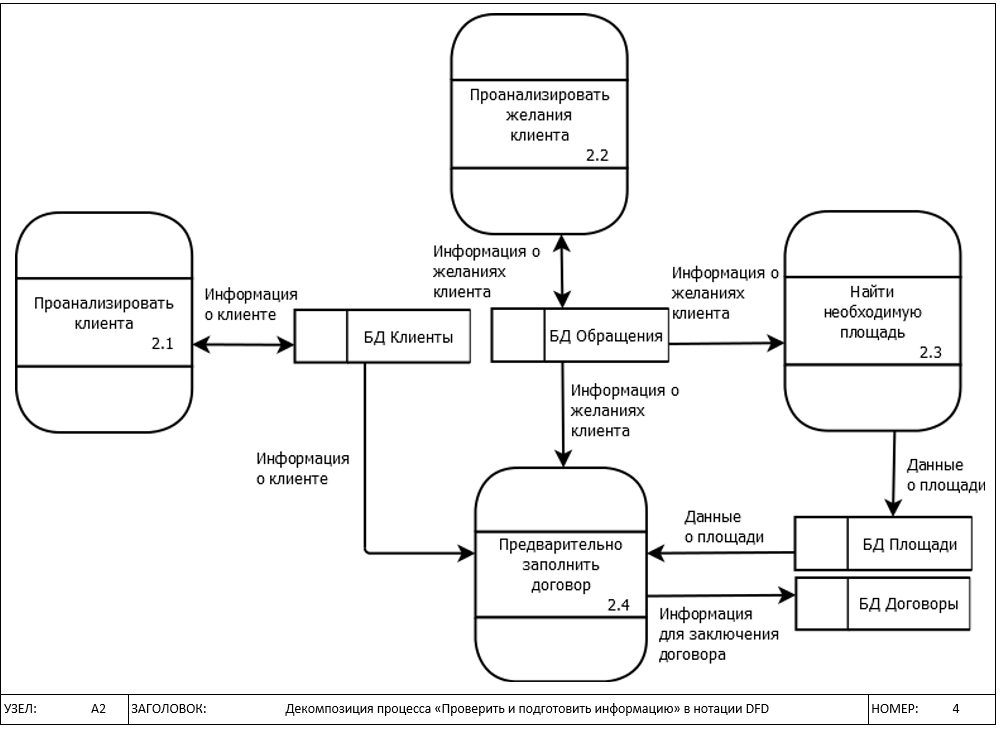 Проанализировать
желания
клиента
2.2
Информация о
желаниях
клиента
Информация о
желаниях
клиента
Проанализировать
клиента
2.1
Информация
о клиенте
БД Клиенты
БД Обращения
Найти
необходимую
площадь
2.3
Информация о
желаниях
клиента
Информация
о клиенте
Данные
о площади
Данные
о площади
БД Площади
Предварительно
заполнить
договор
2.4
БД Договоры
Информация
для заключения
договора
УЗЕЛ: А2 ЗАГОЛОВОК: Декомпозиция процесса «Проверить и подготовить информацию» в нотации DFD НОМЕР: 4